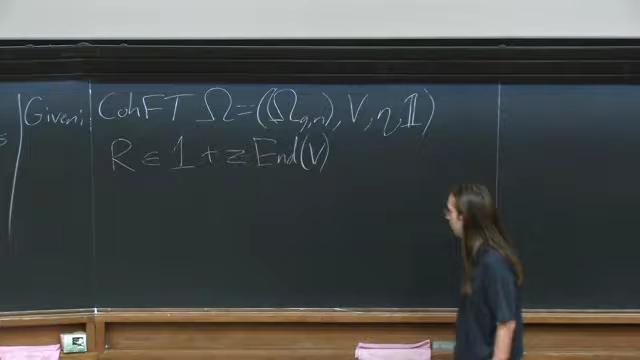 Given: CohFT Ω = ((Ω_{g,n}), V, η, 𝟙)
R ∈ 1 + z End(V)